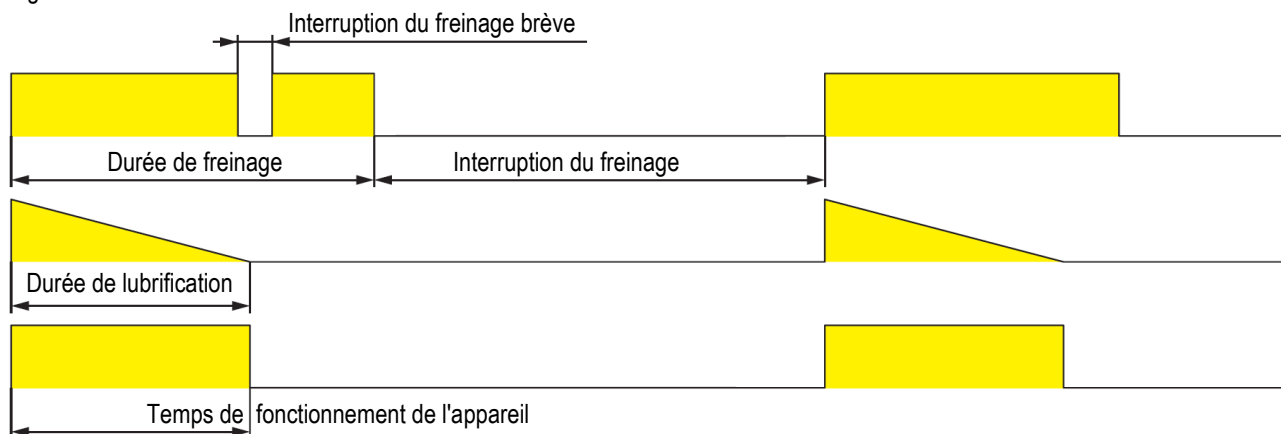 Interruption du freinage brève
Durée de freinage
Interruption du freinage
Durée de lubrification
Temps de fonctionnement de l'appareil